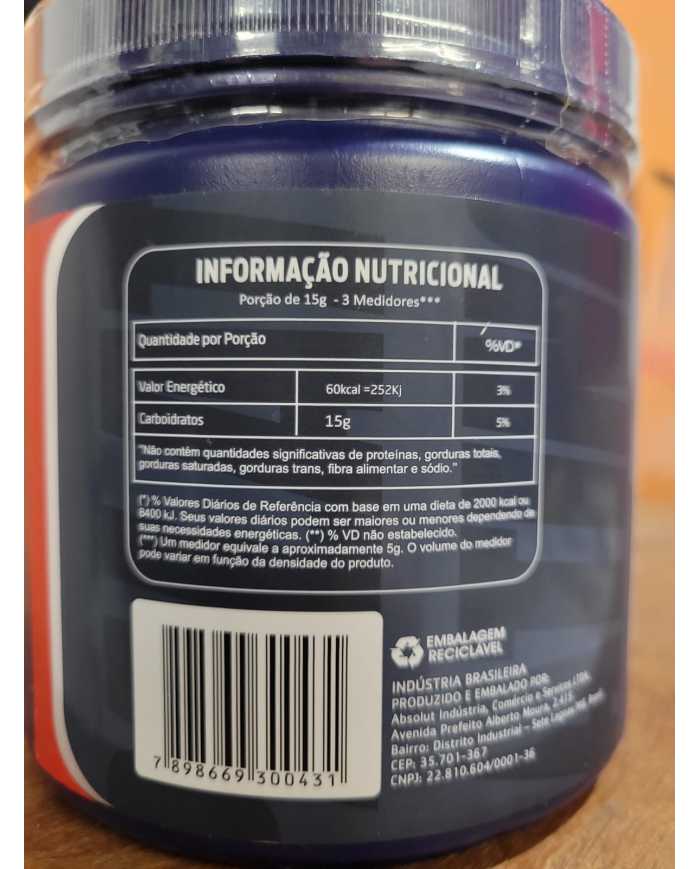 INFORMAÇÃO NUTRICIONAL
Porção de 15g - 3 Medidores***
Quantidade por Porção %VD*
Valor Energético 60kcal =252Kj 3%
Carboidratos 15g 5%
"Não contêm quantidades significativas de proteínas, gorduras totais,
gorduras saturadas, gorduras trans, fibra alimentar e sódio."
(*) % Valores Diários de Referência com base em uma dieta de 2000 kcal ou
8400 kJ. Seus valores diários podem ser maiores ou menores dependendo de
suas necessidades energéticas. (**) % VD não estabelecido.
(***) Um medidor equivale a aproximadamente 5g. O volume do medidor
pode variar em função da densidade do produto.
EMBALAGEM
RECICLÁVEL
INDÚSTRIA BRASILEIRA
PRODUZIDO E EMBALADO POR:
Absolut Indústria, Comércio e Serviços LTDA.
Avenida Prefeito Alberto Moura, 2.415
Bairro: Distrito Industrial - Sete Lagoas
CEP: 35.701-367
CNPJ: 22.810.604/0001-36
7 898669 300431